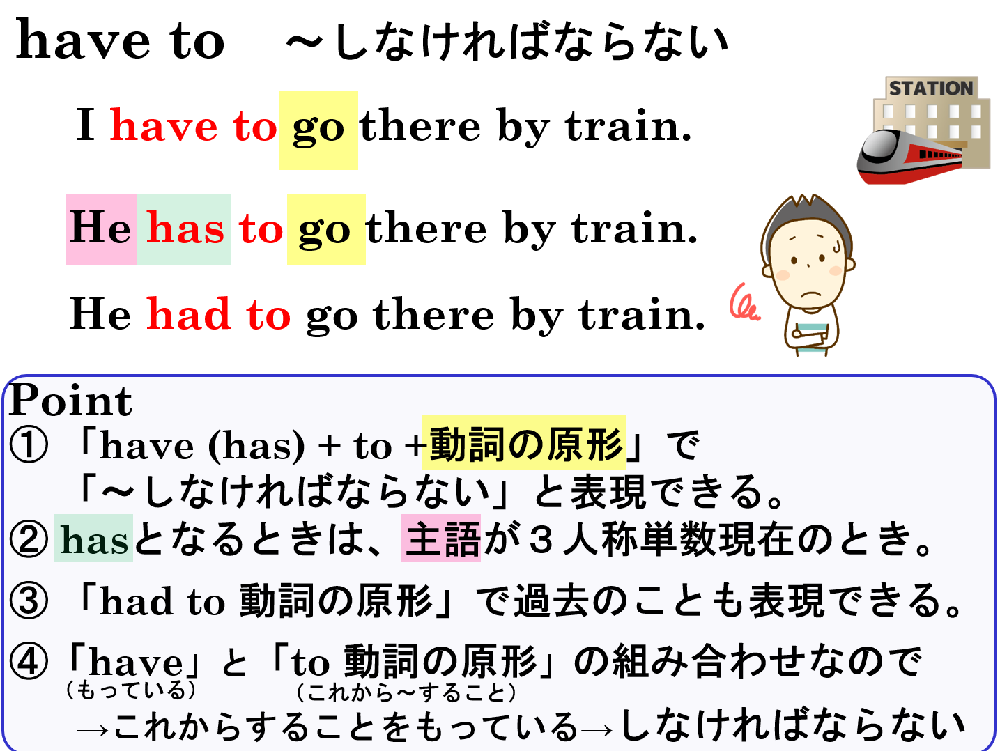 have to ～しなければならない
STATION
I have to go there by train.
He has to go there by train.
He had to go there by train.
Point
① 「have (has) + to +動詞の原形」で
「～しなければならない」と表現できる。
② hasとなるときは、主語が３人称単数現在のとき。
③ 「had to 動詞の原形」で過去のことも表現できる。
④「have」と「to 動詞の原形」の組み合わせなので
（もっている） （これから～すること）
→これからすることをもっている→しなければならない